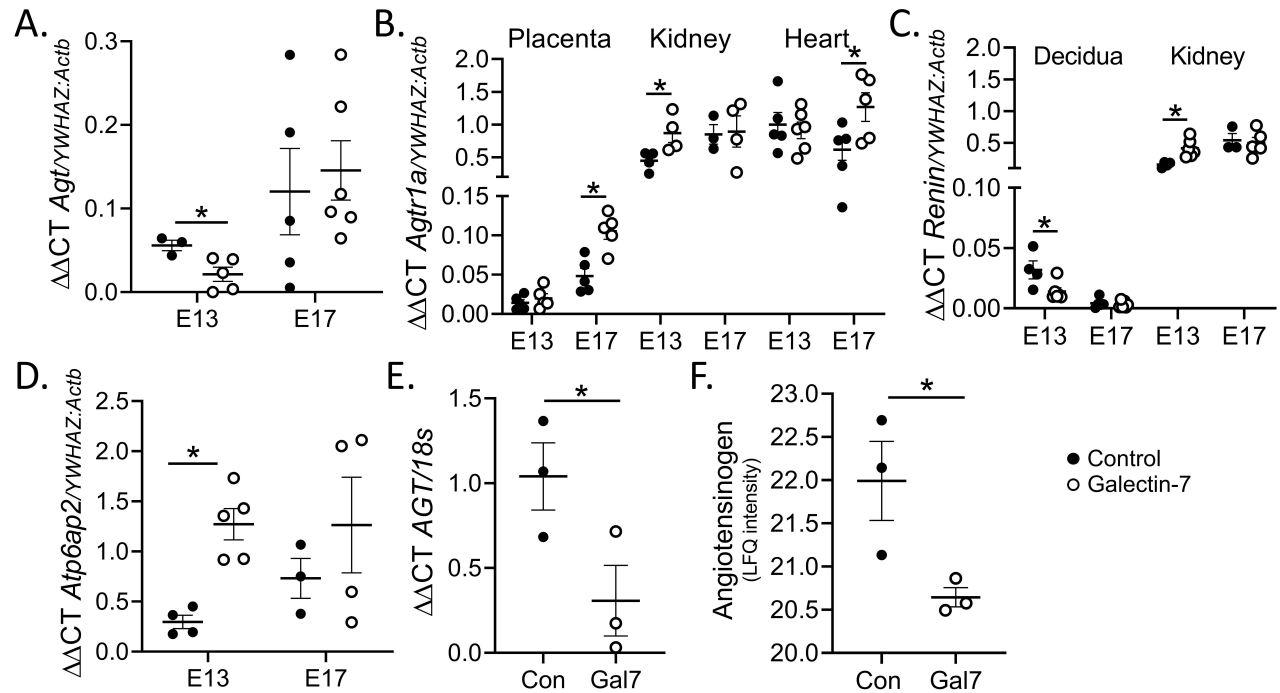 A.
ΔΔCT Agt/YWHAZ:Actb
0.3
0.2
0.1
0.0
*
E13
E17
B.
ΔΔCT Agtr1a/YWHAZ:Actb
Placenta
Kidney
Heart
2.0
1.5
1.0
0.5
0.15
0.10
0.05
0.00
*
*
*
E13
E17
E13
E17
E13
E17
C.
ΔΔCT Renin/YWHAZ:Actb
Decidua
Kidney
2.0
1.5
1.0
0.5
0.10
0.05
0.00
*
*
E13
E17
E13
E17
D.
ΔΔCT Atp6ap2/YWHAZ:Actb
2.5
2.0
1.5
1.0
0.5
0.0
*
E13
E17
E.
ΔΔCT AGT/18s
1.5
1.0
0.5
0.0
*
Con
Gal7
F.
Angiotensinogen
(LFQ intensity)
23.0
22.5
22.0
21.5
21.0
20.5
20.0
*
Con
Gal7
Control
Galectin-7